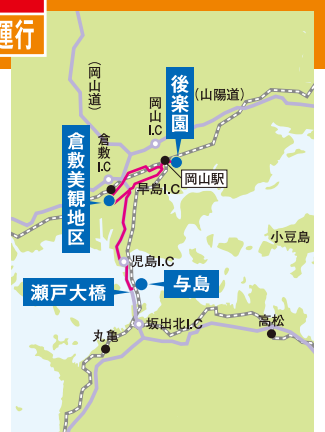 運行
(岡山道)
岡山I.C
後楽園
(山陽道)
倉敷美観地区
倉敷I.C
岡山駅
早島I.C
小豆島
児島I.C
瀬戸大橋
与島
坂出北I.C
高松
丸亀